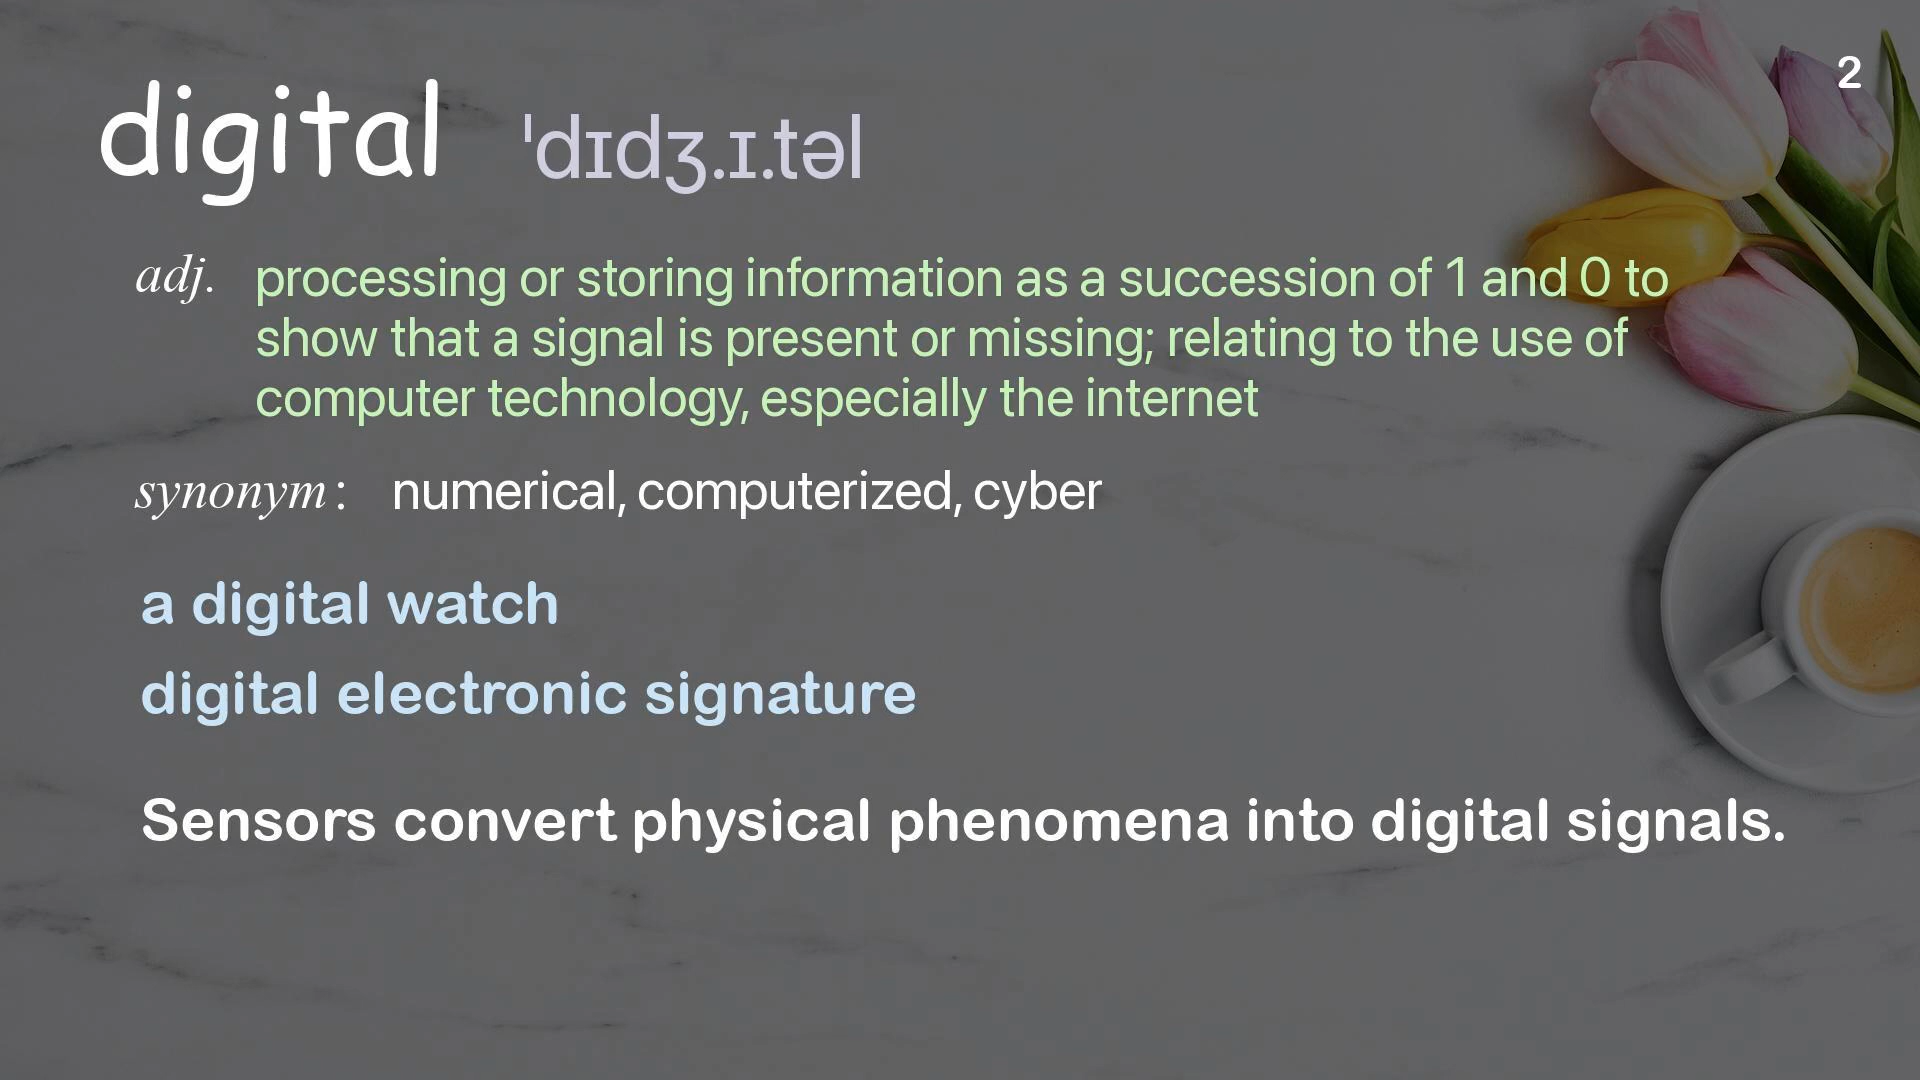 2
digital ˈdɪdʒ.ɪ.təl
adj. processing or storing information as a succession of 1 and 0 to
show that a signal is present or missing; relating to the use of
computer technology, especially the internet
synonym : numerical, computerized, cyber
a digital watch
digital electronic signature
Sensors convert physical phenomena into digital signals.